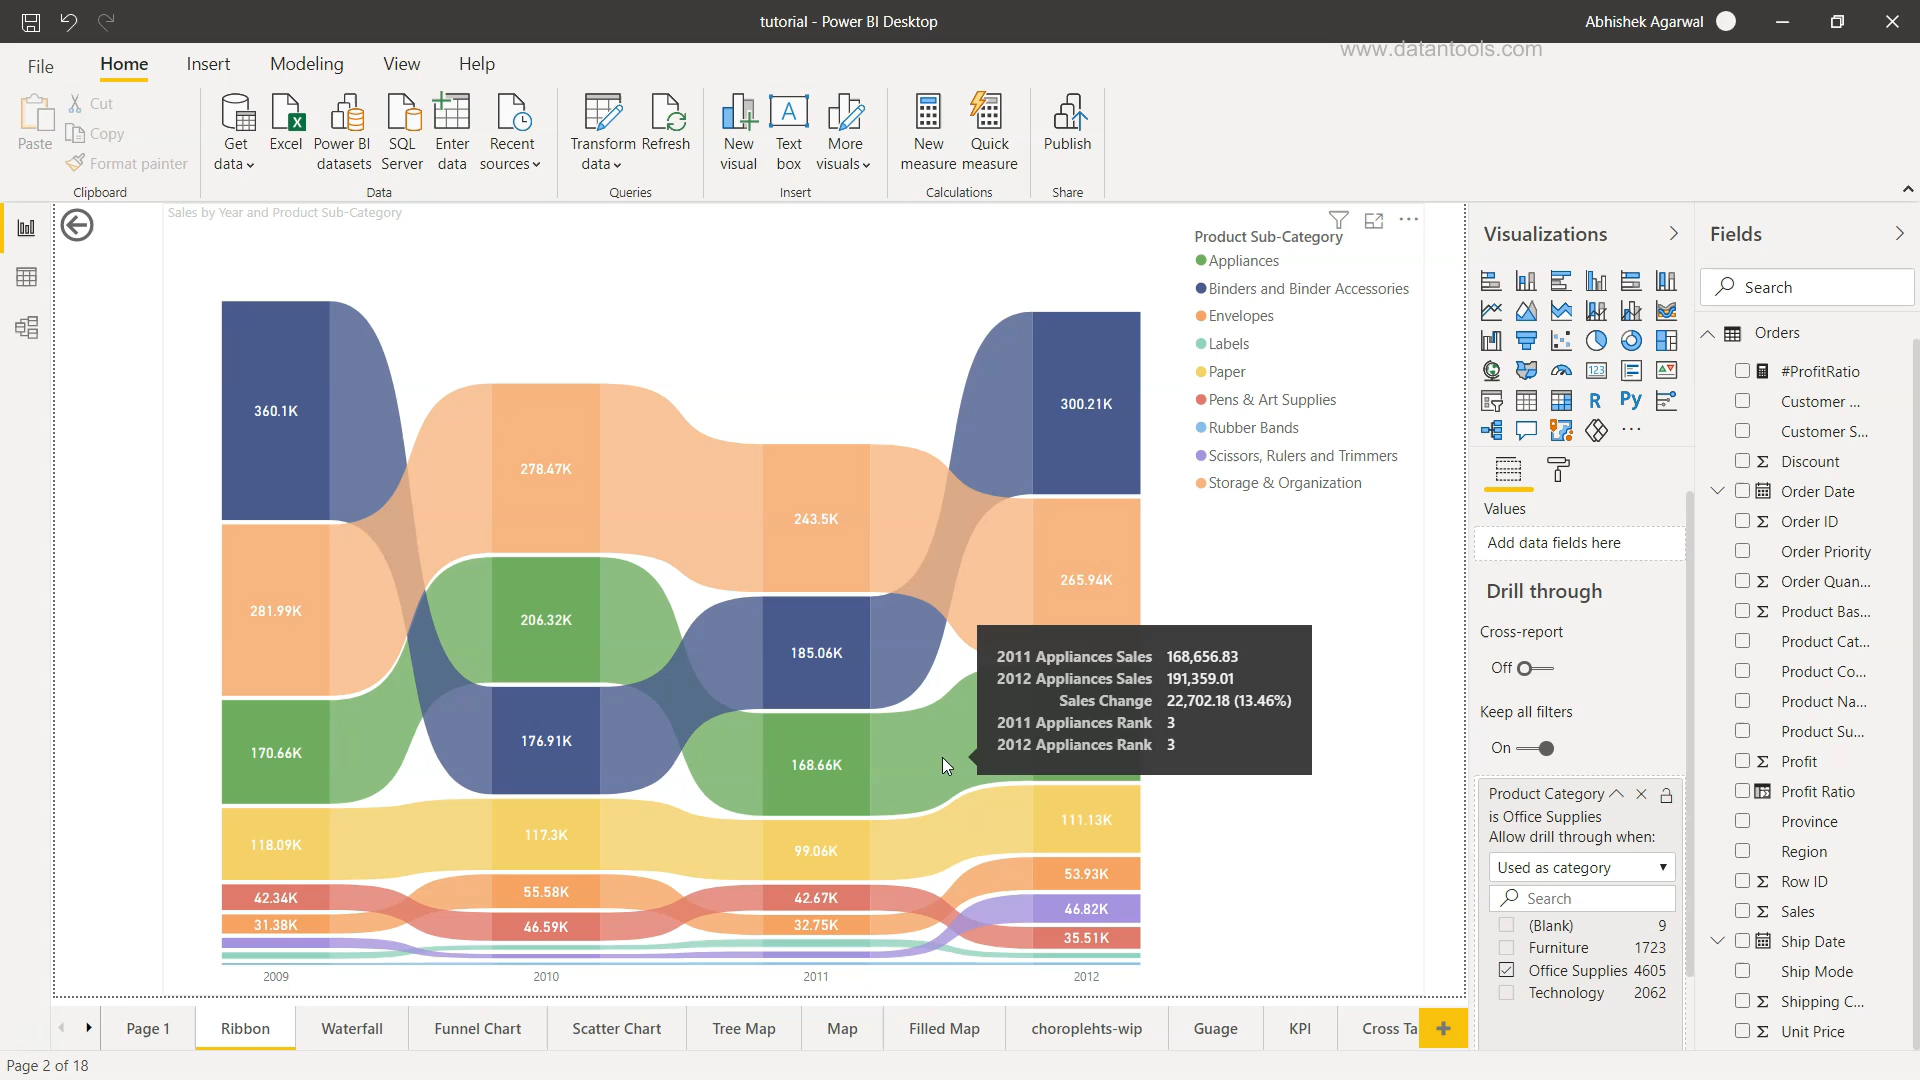 tutorial - Power BI Desktop
Abhishek Agarwal
www.datantools.com
File
Home
Insert
Modeling
View
Help
Paste
Cut
Copy
Format painter
Clipboard
Get data
Excel
Power BI datasets
SQL Server
Enter data
Recent sources
Data
Transform data
Refresh
Queries
New visual
Text box
More visuals
Insert
New measure
Quick measure
Calculations
Publish
Share
Sales by Year and Product Sub-Category
Product Sub-Category
Appliances
Binders and Binder Accessories
Envelopes
Labels
Paper
Pens & Art Supplies
Rubber Bands
Scissors, Rulers and Trimmers
Storage & Organization
360.1K
281.99K
170.66K
118.09K
42.34K
31.38K
278.47K
206.32K
176.91K
117.3K
55.58K
46.59K
243.5K
185.06K
168.66K
99.06K
42.67K
32.75K
300.21K
265.94K
111.13K
53.93K
46.82K
35.51K
2009
2010
2011
2012
2011 Appliances Sales 168,656.83
2012 Appliances Sales 191,359.01
Sales Change 22,702.18 (13.46%)
2011 Appliances Rank 3
2012 Appliances Rank 3
Visualizations
123
R
Py
Values
Add data fields here
Drill through
Cross-report
Off
Keep all filters
On
Product Category
is Office Supplies
Allow drill through when:
Used as category
Search
(Blank) 9
Furniture 1723
Office Supplies 4605
Technology 2062
Fields
Search
Orders
#ProfitRatio
Customer ...
Customer S...
Discount
Order Date
Order ID
Order Priority
Order Quan...
Product Bas...
Product Cat...
Product Co...
Product Na...
Product Su...
Profit
Profit Ratio
Province
Region
Row ID
Sales
Ship Date
Ship Mode
Shipping C...
Unit Price
Page 1
Ribbon
Waterfall
Funnel Chart
Scatter Chart
Tree Map
Map
Filled Map
choroplehts-wip
Guage
KPI
Cross Ta
Page 2 of 18